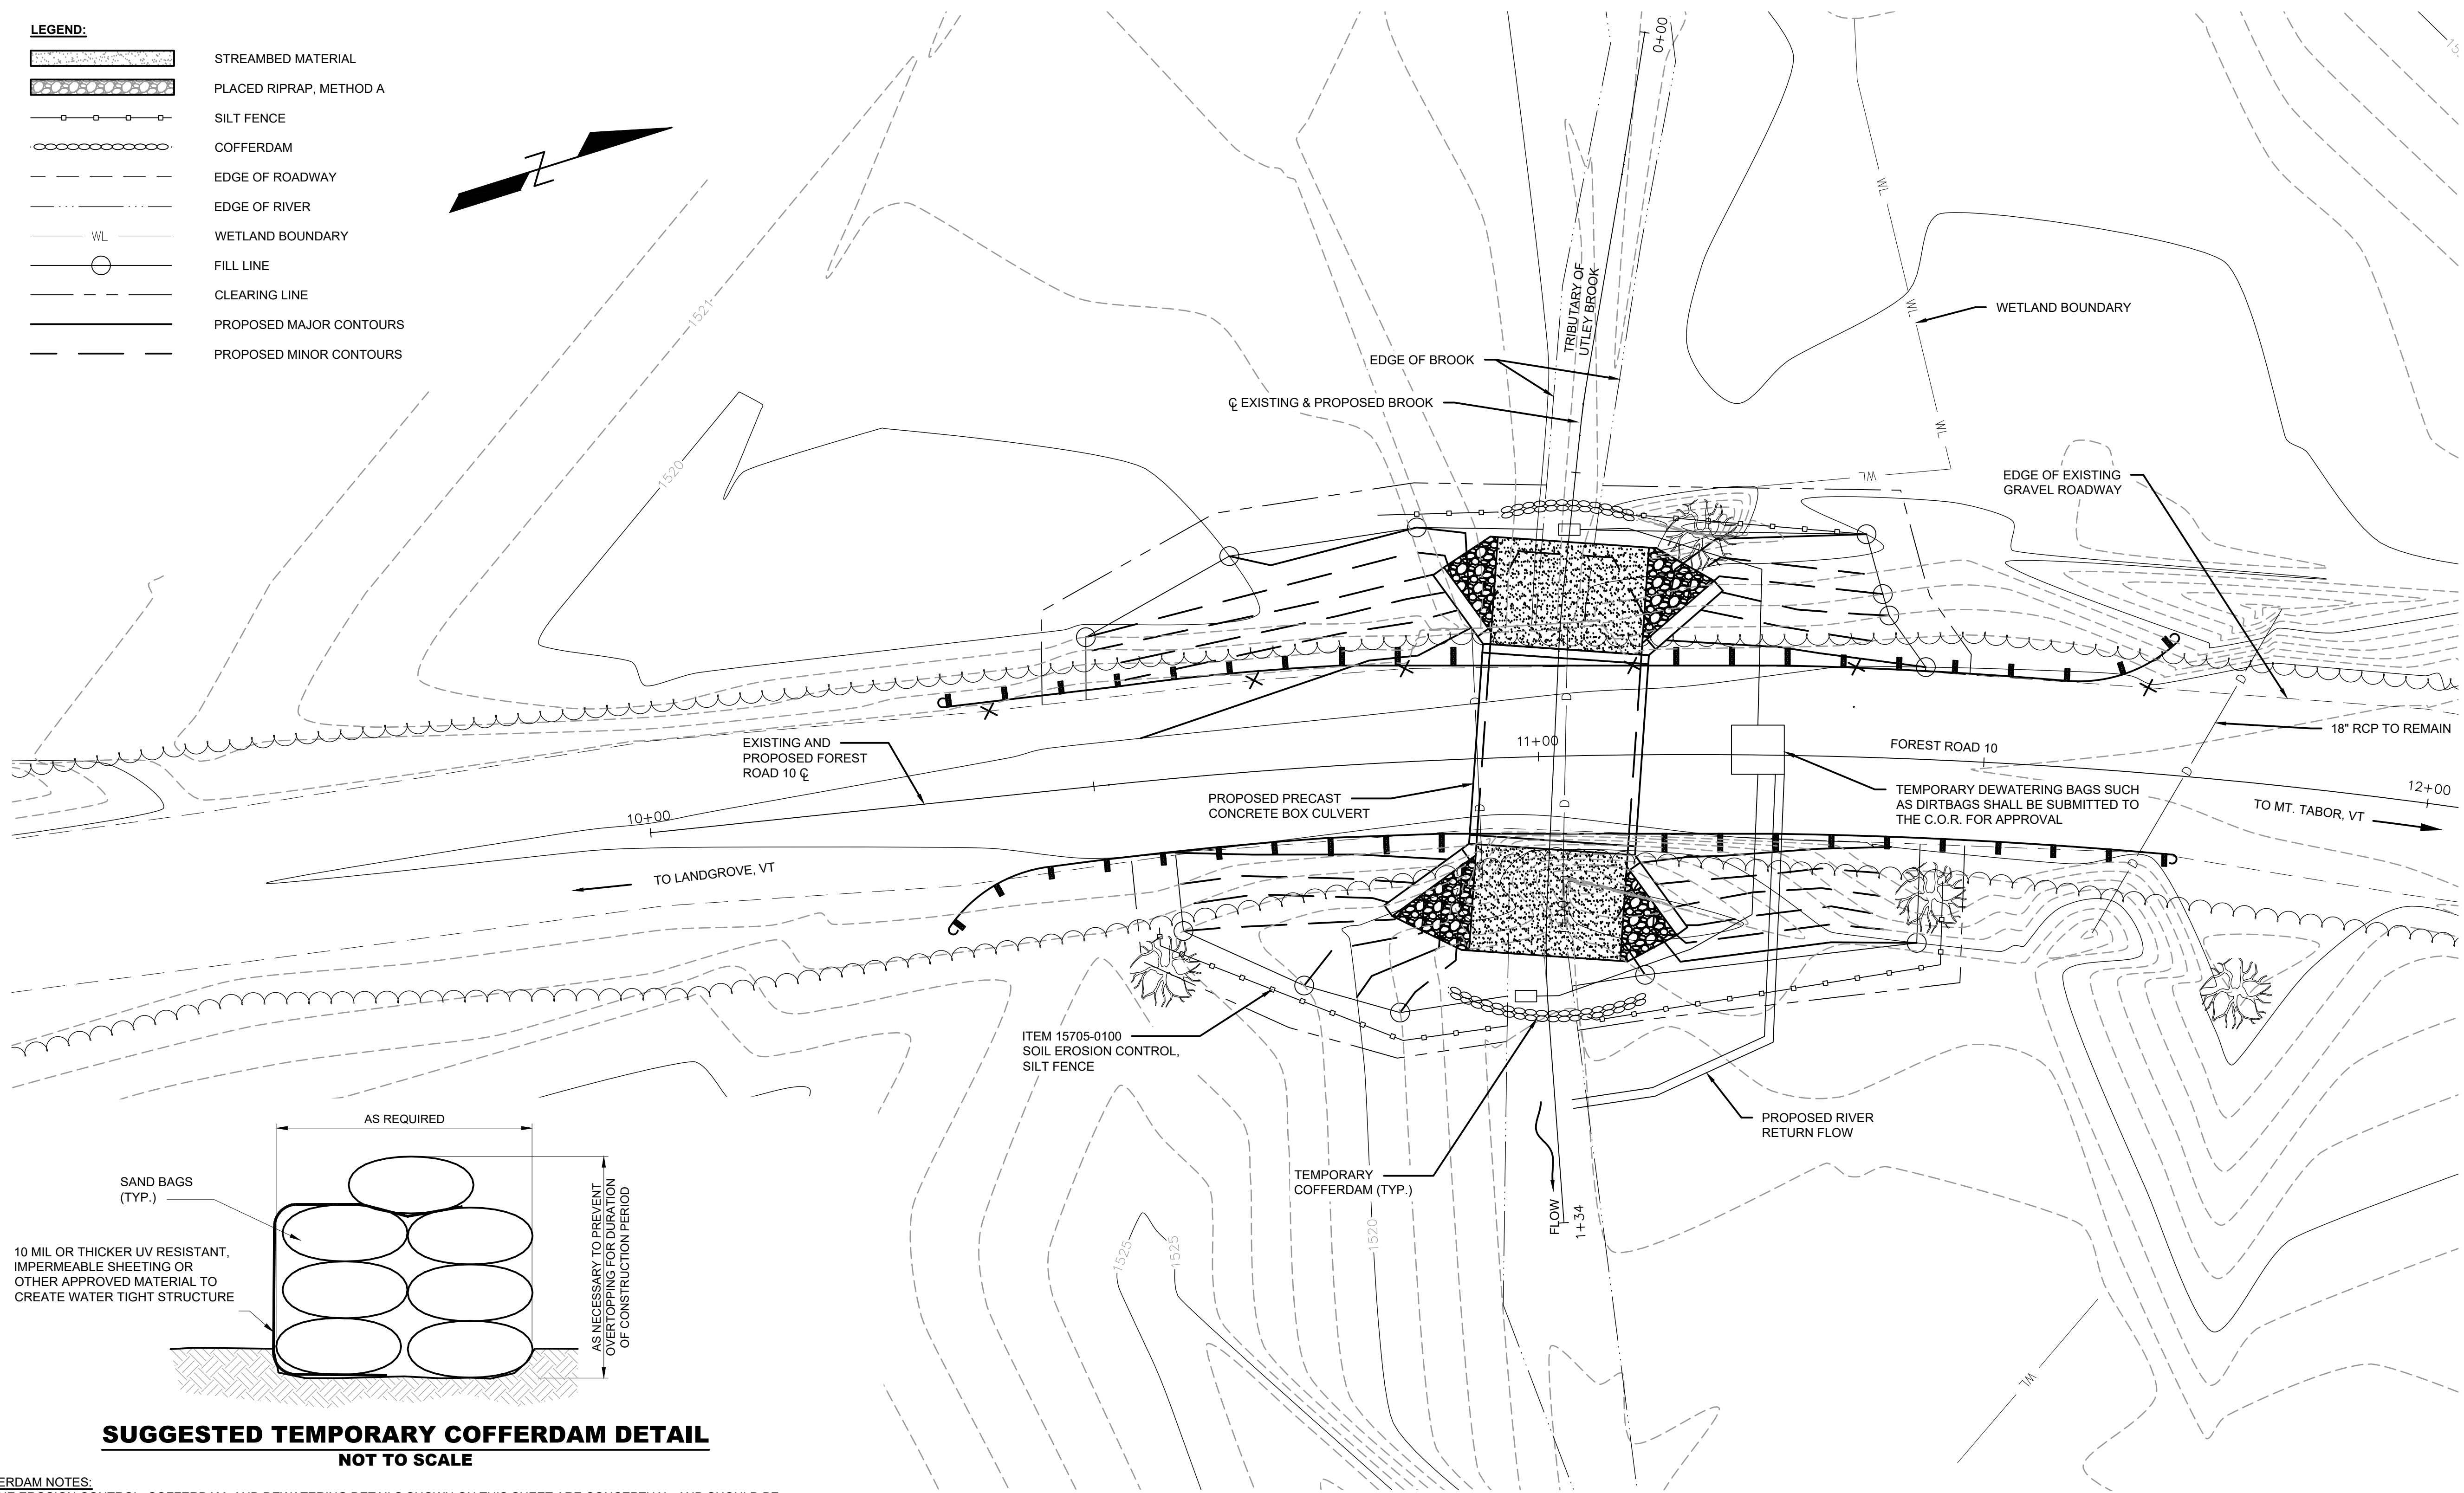 LEGEND:
STREAMBED MATERIAL
PLACED RIPRAP, METHOD A
SILT FENCE
COFFERDAM
EDGE OF ROADWAY
EDGE OF RIVER
WL
WETLAND BOUNDARY
FILL LINE
CLEARING LINE
PROPOSED MAJOR CONTOURS
PROPOSED MINOR CONTOURS
Z
0+00
1521
1520
TRIBUTARY OF
UTLEY BROOK
WL
WL
WL
WL
WETLAND BOUNDARY
EDGE OF BROOK
℄ EXISTING & PROPOSED BROOK
EDGE OF EXISTING
GRAVEL ROADWAY
18" RCP TO REMAIN
EXISTING AND
PROPOSED FOREST
ROAD 10 ℄
10+00
11+00
12+00
FOREST ROAD 10
PROPOSED PRECAST
CONCRETE BOX CULVERT
TEMPORARY DEWATERING BAGS SUCH
AS DIRTBAGS SHALL BE SUBMITTED TO
THE C.O.R. FOR APPROVAL
TO MT. TABOR, VT
TO LANDGROVE, VT
D
D
D
D
D
D
D
ITEM 15705-0100
SOIL EROSION CONTROL,
SILT FENCE
PROPOSED RIVER
RETURN FLOW
TEMPORARY
COFFERDAM (TYP.)
FLOW
1+34
1525
1525
1520
WL
AS REQUIRED
SAND BAGS
(TYP.)
10 MIL OR THICKER UV RESISTANT,
IMPERMEABLE SHEETING OR
OTHER APPROVED MATERIAL TO
CREATE WATER TIGHT STRUCTURE
AS NECESSARY TO PREVENT
OVERTOPPING FOR DURATION
OF CONSTRUCTION PERIOD
SUGGESTED TEMPORARY COFFERDAM DETAIL
NOT TO SCALE
ERDAM NOTES: